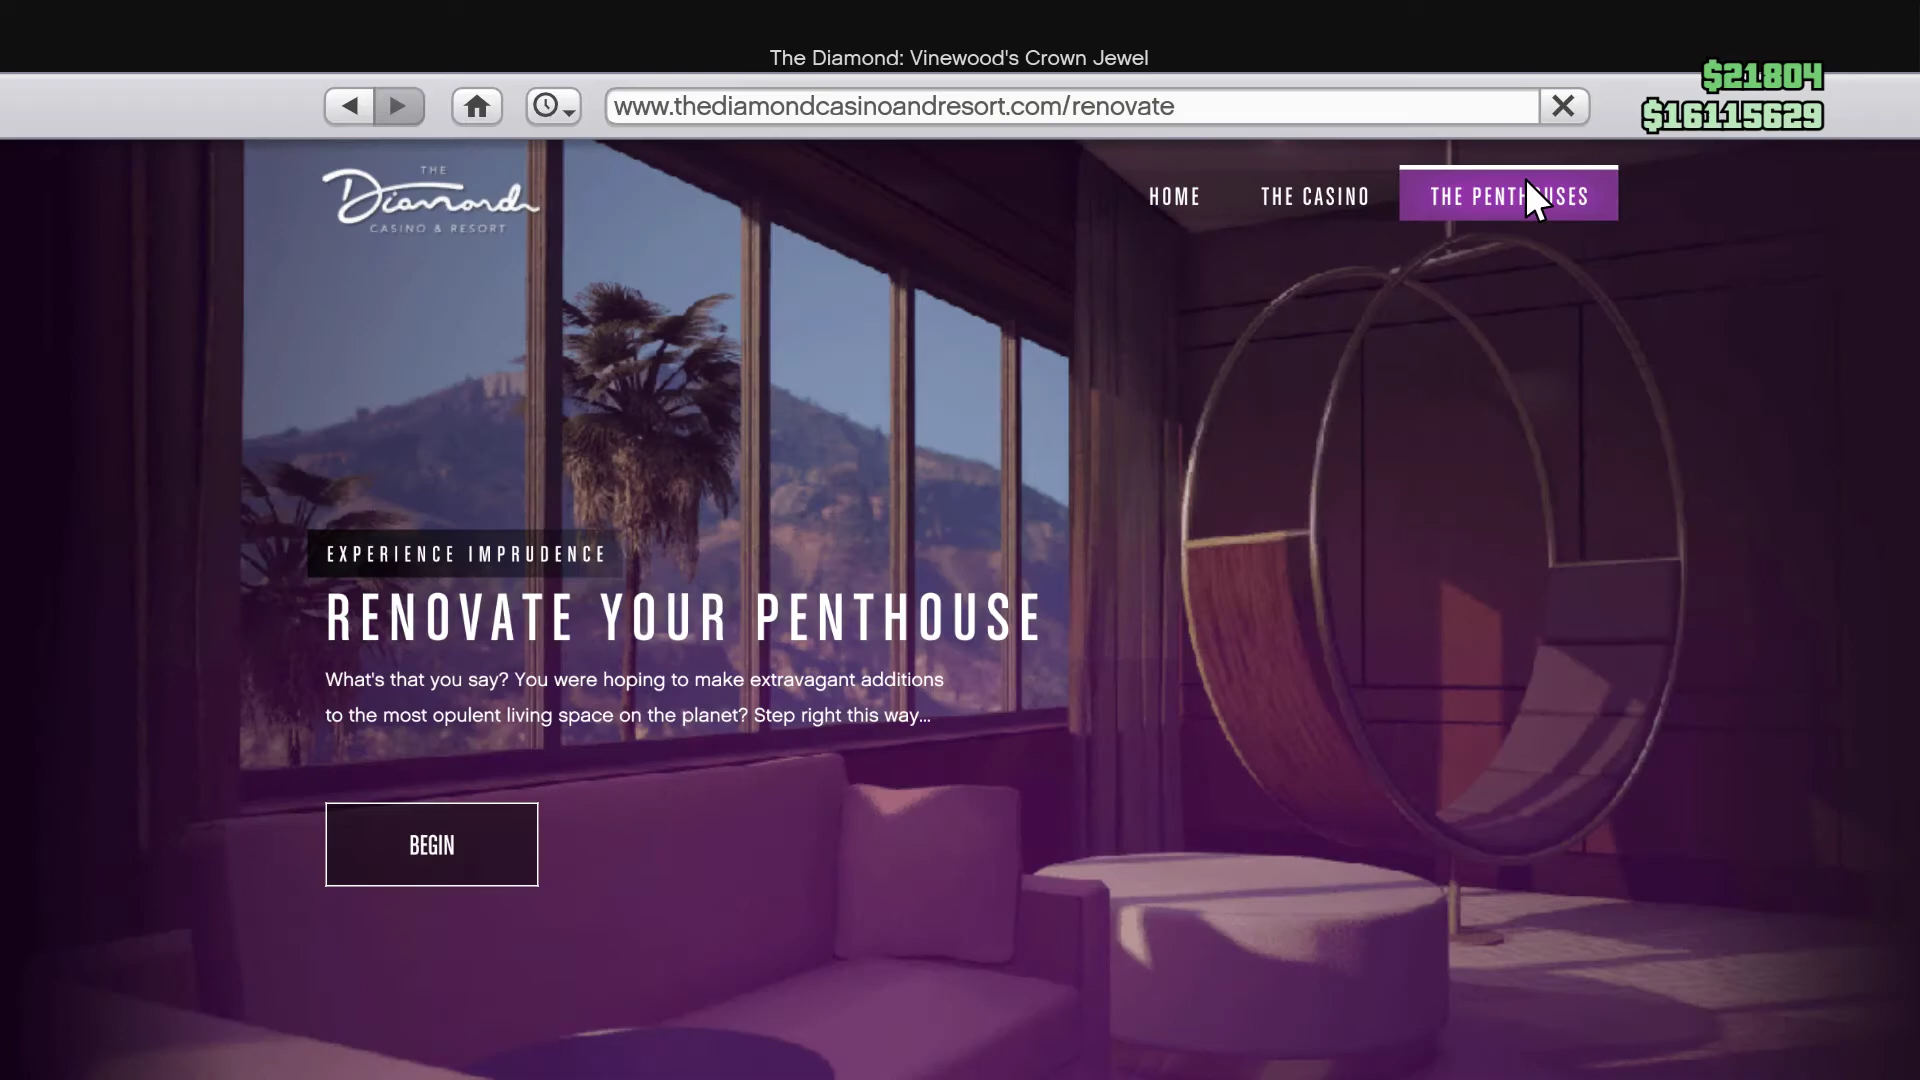 The Diamond: Vinewood's Crown Jewel
$21804
www.thediamondcasinoandresort.com/renovate
$16115629
THE
Diamond
CASINO & RESORT
HOME
THE CASINO
THE PENTHOUSES
EXPERIENCE IMPRUDENCE
RENOVATE YOUR PENTHOUSE
What's that you say? You were hoping to make extravagant additions
to the most opulent living space on the planet? Step right this way...
BEGIN